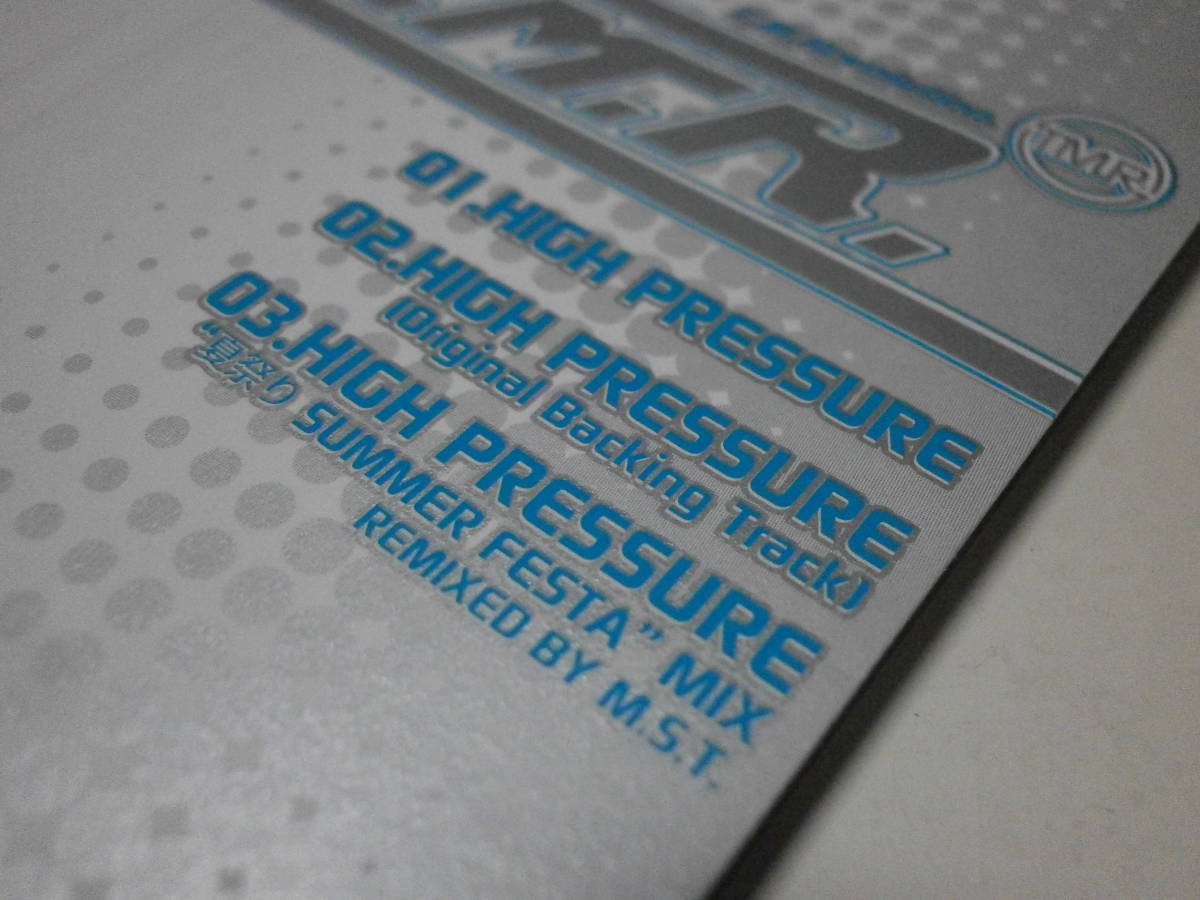 .M.R.
TMR
01.HIGH PRESSURE
02.HIGH PRESSURE
(Original Backing Track)
03.HIGH PRESSURE
“夏祭り SUMMER FESTA” MIX
REMIXED BY M.S.T.